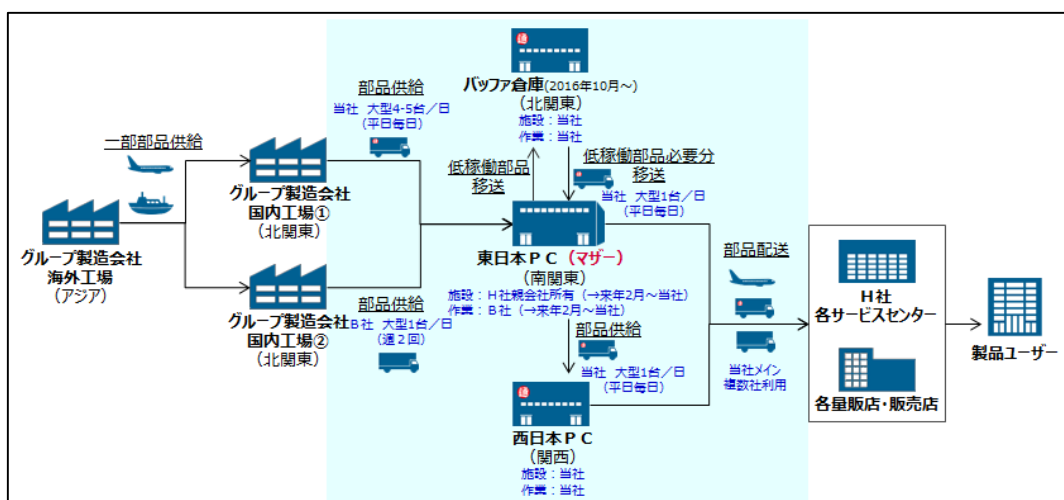 一部部品供給
グループ製造会社
海外工場
（アジア）
グループ製造会社
国内工場①
（北関東）
グループ製造会社
国内工場②
（北関東）
部品供給
当社 大型4-5台／日
（平日毎日）
部品供給
B社 大型1台／日
（週２回）
バッファ倉庫(2016年10月～)
（北関東）
施設：当社
作業：当社
低稼働部品
移送
低稼働部品必要分
移送
当社 大型1台／日
（平日毎日）
東日本ＰＣ（マザー）
（南関東）
施設：Ｈ社親会社所有（→来年2月～当社）
作業：Ｂ社（→来年2月～当社）
部品供給
当社 大型1台／日
（平日毎日）
西日本ＰＣ
（関西）
施設：当社
作業：当社
部品配送
当社メイン
複数社利用
Ｈ社
各サービスセンター
各量販店・販売店
製品ユーザー